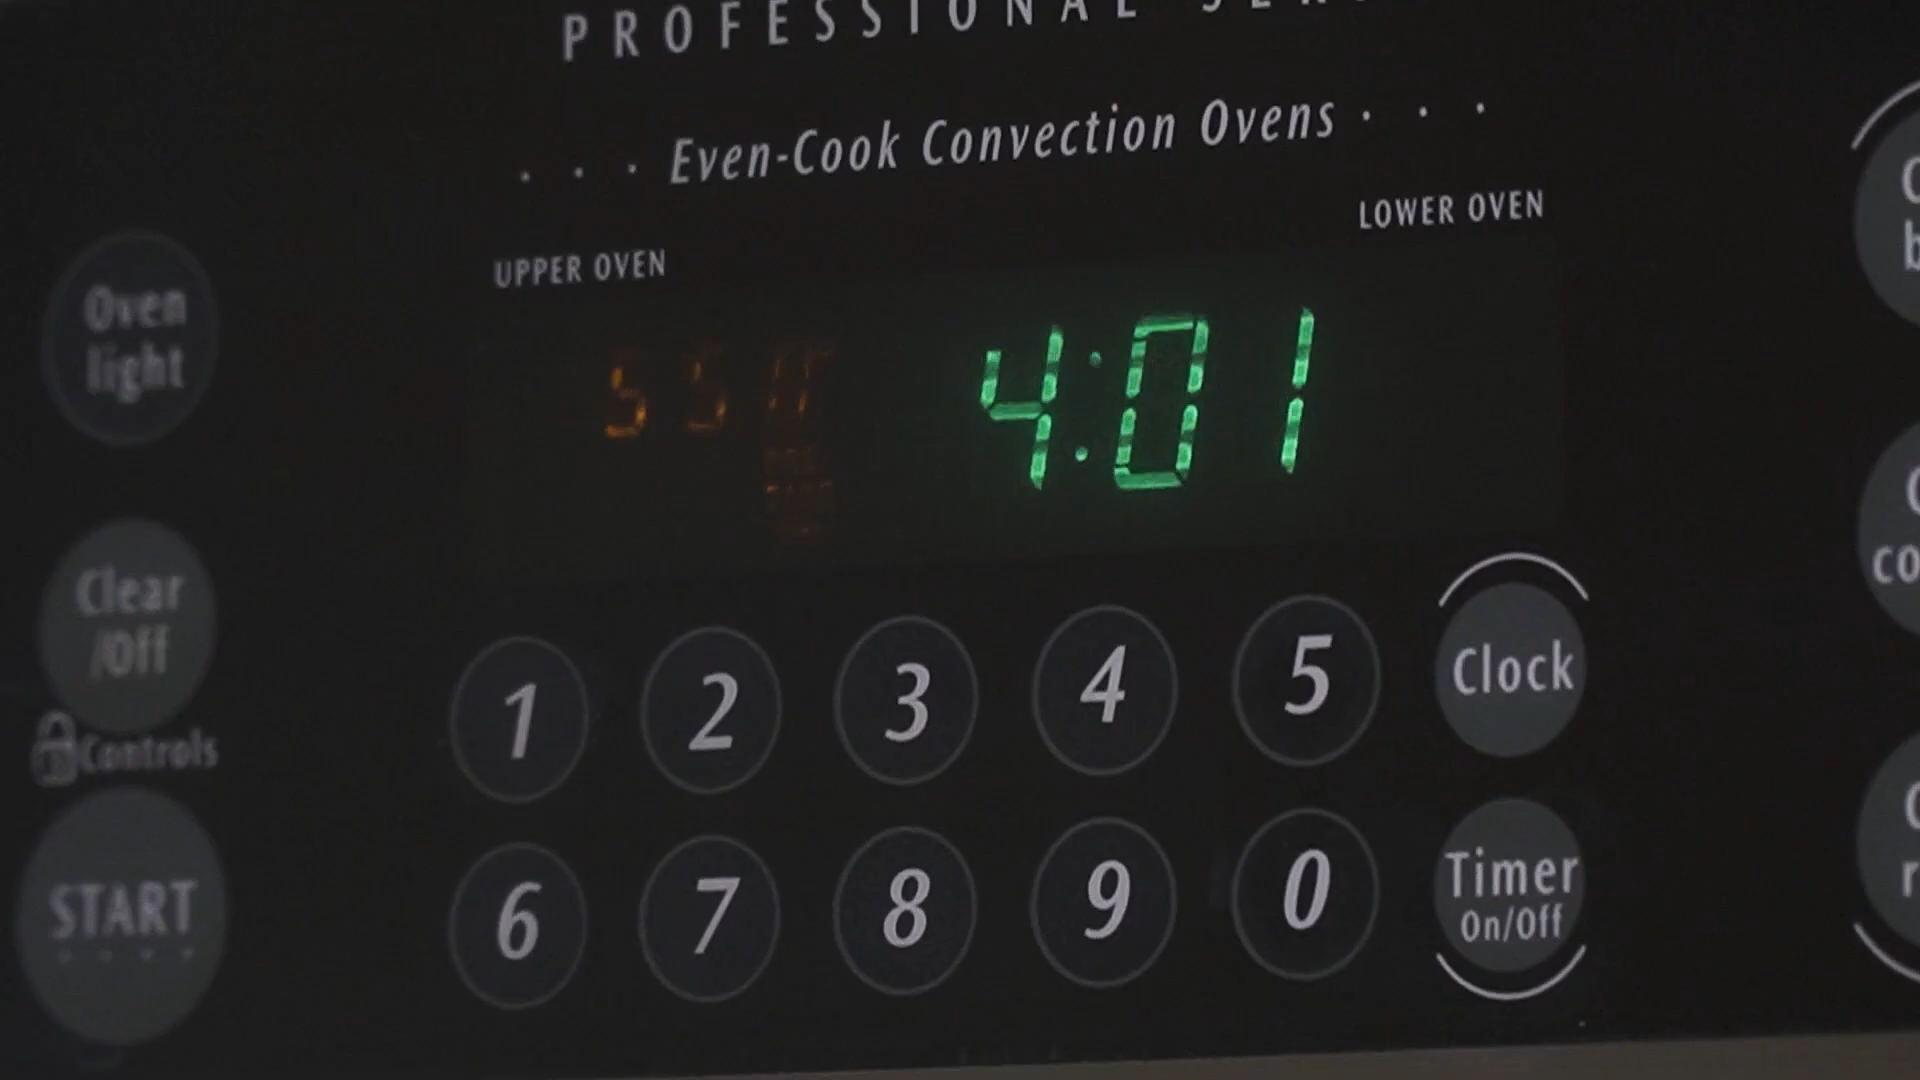 PROFESSIONAL
Even-Cook Convection Ovens
LOWER OVEN
UPPER OVEN
4:01
Oven
light
Clear
/Off
Controls
START
1 2 3 4 5
Clock
6 7 8 9 0
Timer
On/Off